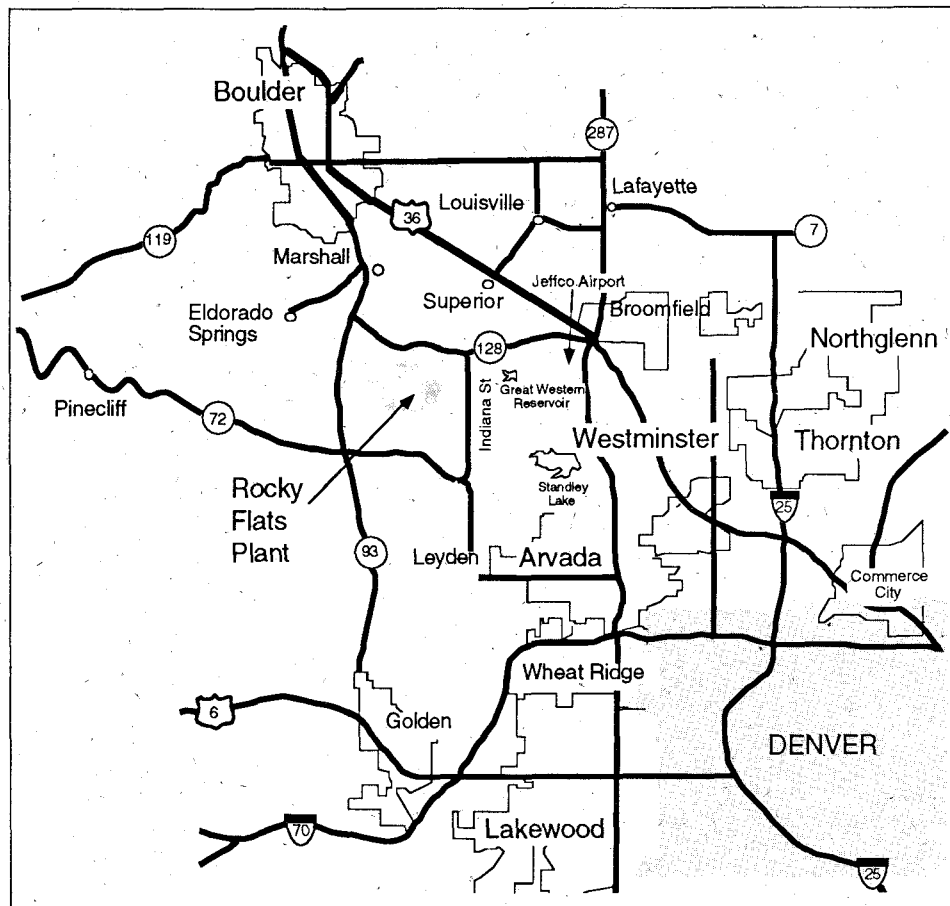 Boulder
287
Lafayette
Louisville
36
7
119
Marshall
Jeffco Airport
Superior
Eldorado
Springs
Broomfield
Northglenn
128
Indiana St
Great Western
Reservoir
Pinecliff
72
Westminster
Thornton
Rocky
Flats
Plant
Standley
Lake
25
93
Leyden
Arvada
Commerce
City
Wheat Ridge
6
Golden
DENVER
70
Lakewood
25